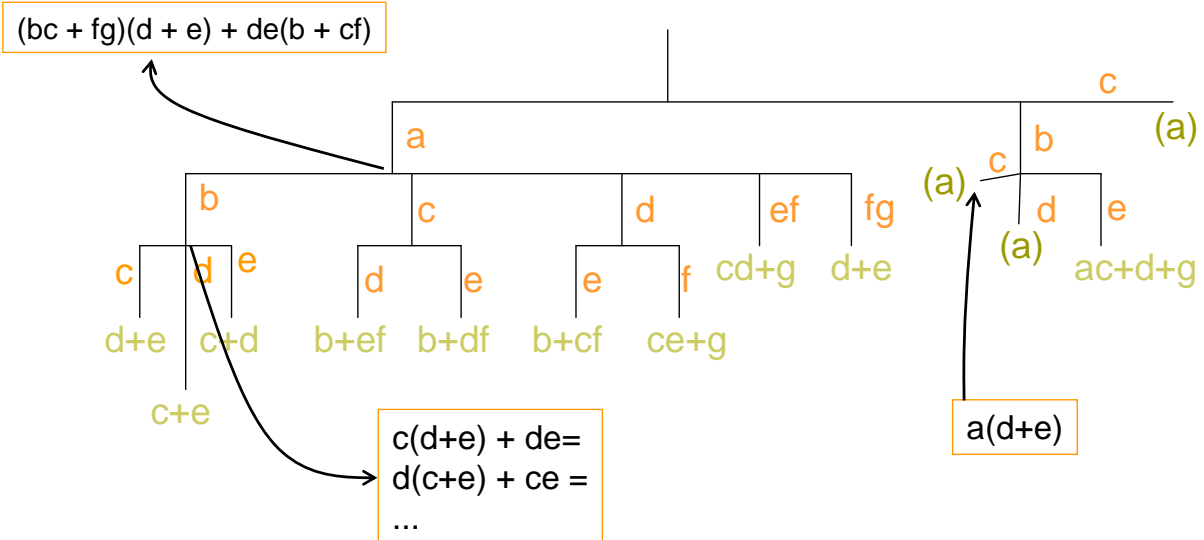 (bc + fg)(d + e) + de(b + cf)
c
(a)
a
b
c
(a)
b
c
d
ef
fg
d
e
(a)
ac+d+g
c
d
e
d
e
e
f
cd+g
d+e
d+e
c+d
b+ef
b+df
b+cf
ce+g
c+e
c(d+e) + de=
d(c+e) + ce =
...
a(d+e)